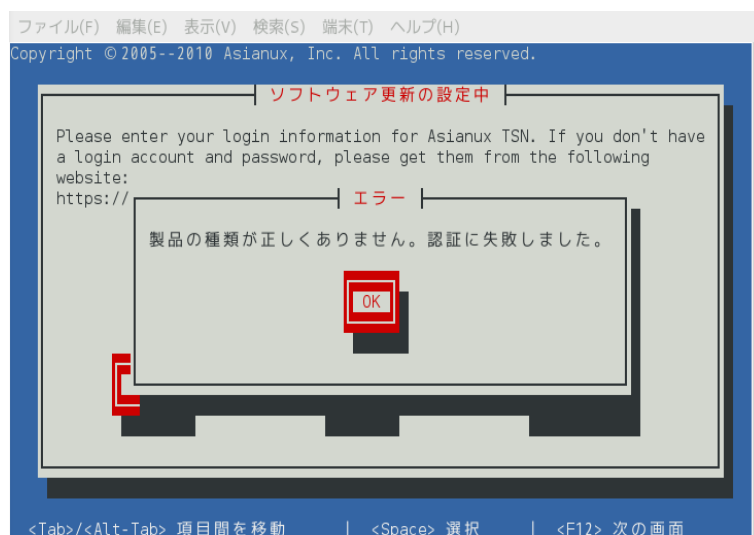 ファイル(F) 編集(E) 表示(V) 検索(S) 端末(T) ヘルプ(H)
Copyright © 2005--2010 Asianux, Inc. All rights reserved.
ソフトウェア更新の設定中
Please enter your login information for Asianux TSN. If you don't have
a login account and password, please get them from the following
website:
https://
エラー
製品の種類が正しくありません。認証に失敗しました。
OK
<Tab>/<Alt-Tab> 項目間を移動 | <Space> 選択 | <F12> 次の画面